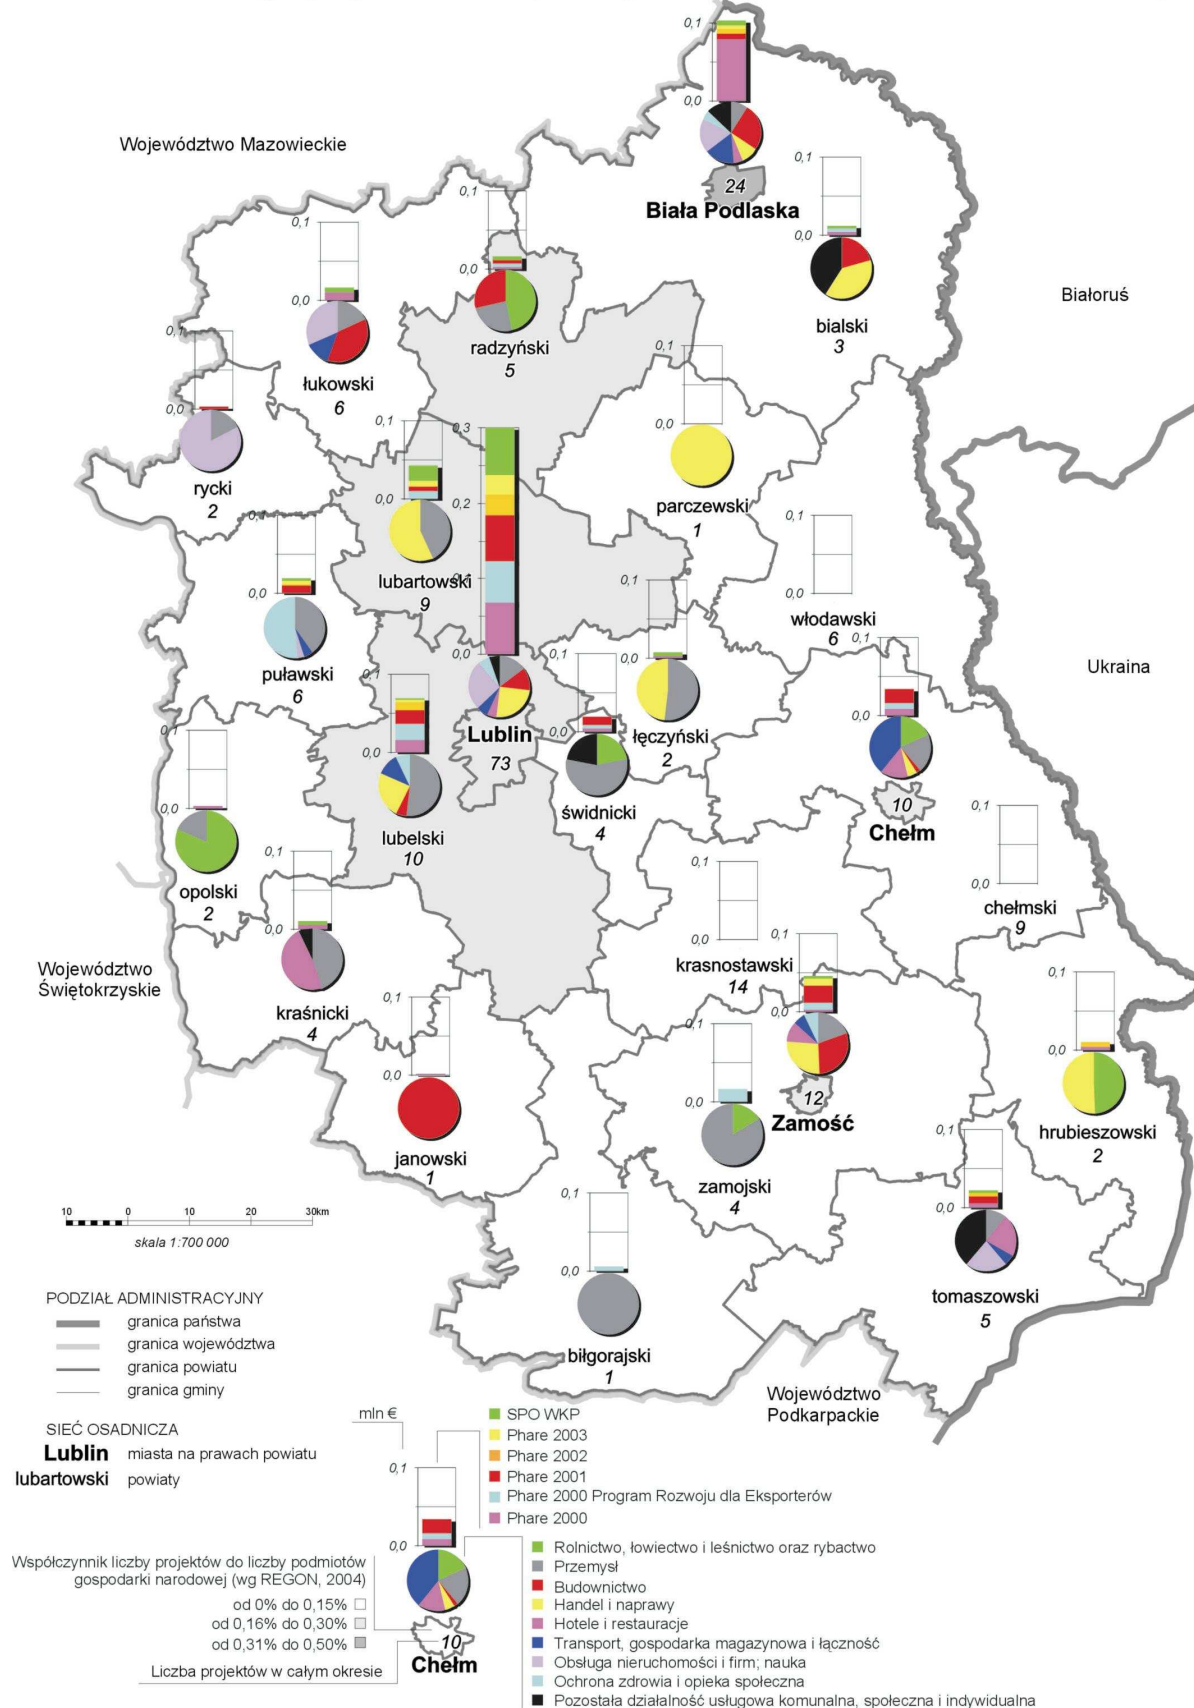 0,1
0,0
Województwo Mazowieckie
24
Biała Podlaska
0,1
0,0
bialski
3
Białoruś
0,1
0,0
radzyński
5
0,1
0,0
łukowski
6
0,1
0,0
rycki
2
0,1
0,0
parczewski
1
0,1
0,0
lubartowski
9
0,3
0,2
0,1
0,0
Lublin
73
0,1
0,0
włodawski
6
Ukraina
0,1
0,0
puławski
6
0,1
0,0
łęczyński
2
0,1
0,0
świdnicki
4
0,1
0,0
10
Chełm
0,1
0,0
lubelski
10
0,1
0,0
opolski
2
0,1
0,0
chełmski
9
0,1
0,0
krasnostawski
14
0,1
0,0
kraśnicki
4
Województwo
Świętokrzyskie
0,1
0,0
12
Zamość
0,1
0,0
hrubieszowski
2
0,1
0,0
janowski
1
0,1
0,0
zamojski
4
0,1
0,0
tomaszowski
5
0,1
0,0
biłgorajski
1
Województwo
Podkarpackie
10 0 10 20 30km
skala 1:700 000
PODZIAŁ ADMINISTRACYJNY
granica państwa
granica województwa
granica powiatu
granica gminy
SIEĆ OSADNICZA
Lublin miasta na prawach powiatu
lubartowski powiaty
mln €
0,1
0,0
SPO WKP
Phare 2003
Phare 2002
Phare 2001
Phare 2000 Program Rozwoju dla Eksporterów
Phare 2000
Współczynnik liczby projektów do liczby podmiotów
gospodarki narodowej (wg REGON, 2004)
od 0% do 0,15%
od 0,16% do 0,30%
od 0,31% do 0,50%
Liczba projektów w całym okresie
10
Chełm
Rolnictwo, łowiectwo i leśnictwo oraz rybactwo
Przemysł
Budownictwo
Handel i naprawy
Hotele i restauracje
Transport, gospodarka magazynowa i łączność
Obsługa nieruchomości i firm; nauka
Ochrona zdrowia i opieka społeczna
Pozostała działalność usługowa komunalna, społeczna i indywidualna